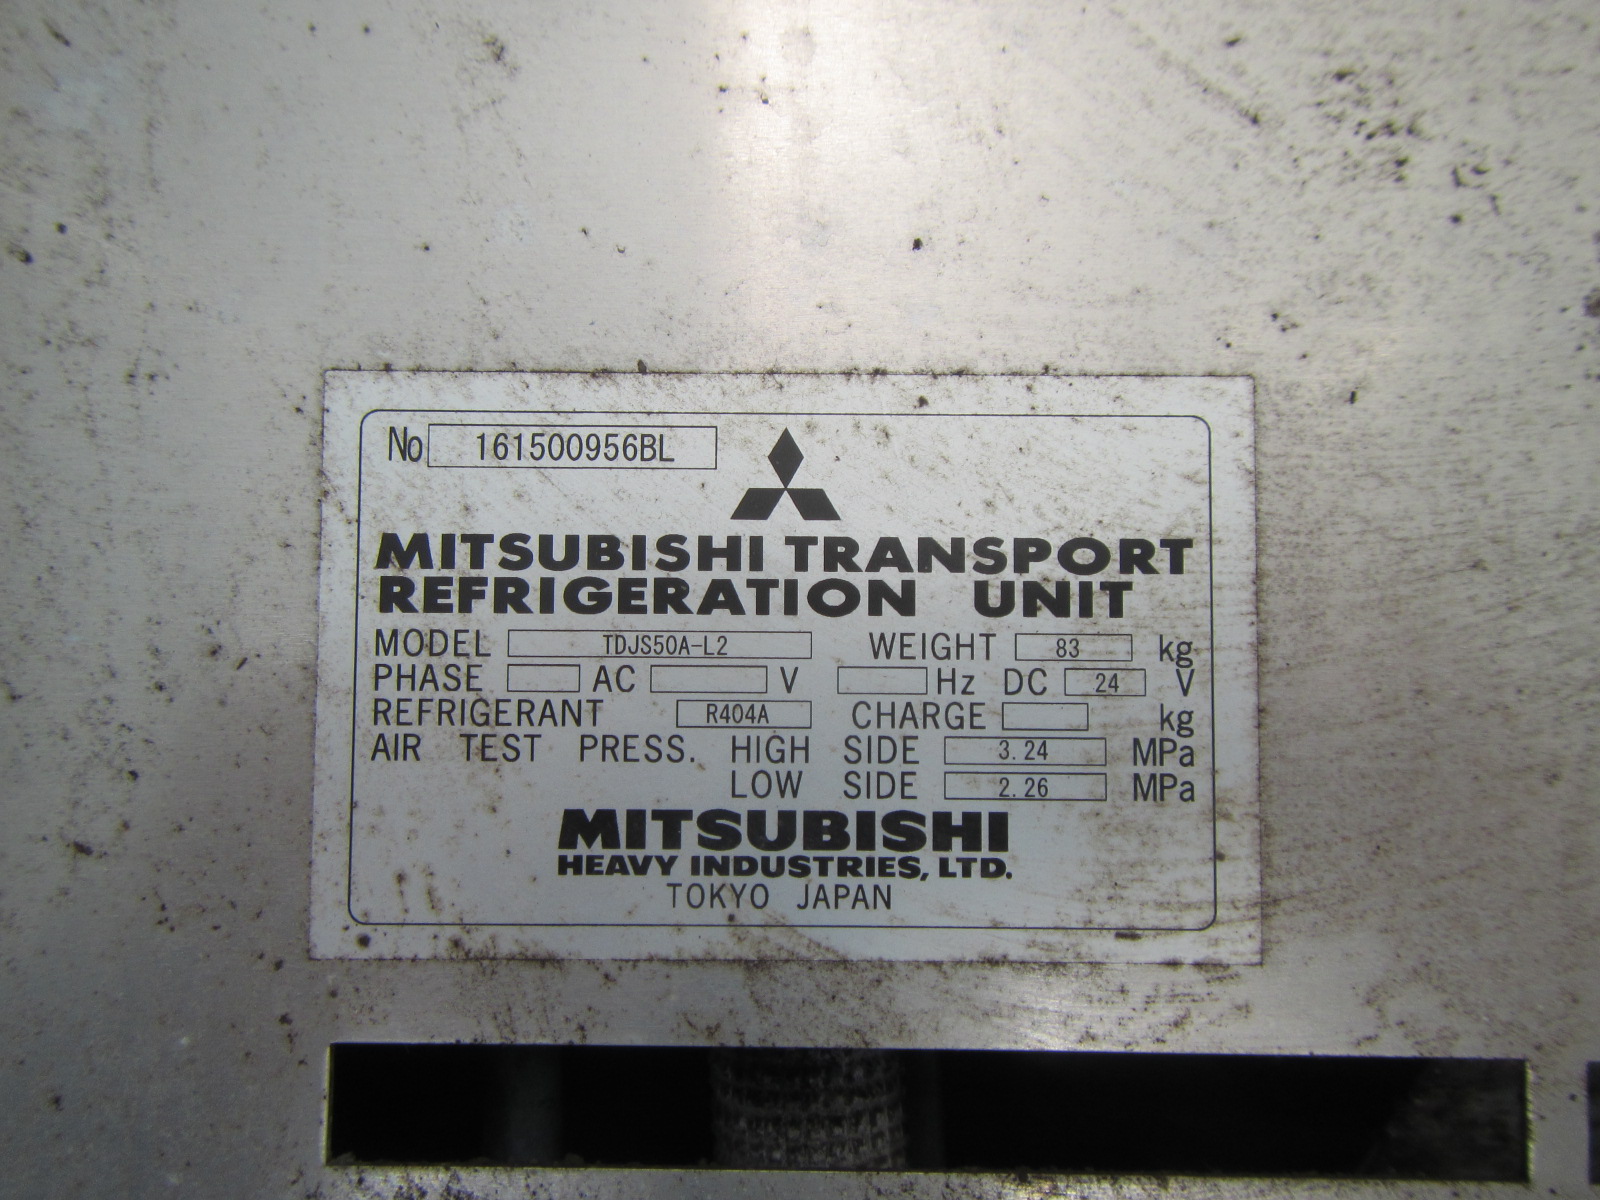 No 161500956BL
MITSUBISHI TRANSPORT
REFRIGERATION UNIT
MODEL TDJS50A-L2 WEIGHT 83 kg
PHASE AC V Hz DC 24 V
REFRIGERANT R404A CHARGE kg
AIR TEST PRESS. HIGH SIDE 3.24 MPa
LOW SIDE 2.26 MPa
MITSUBISHI
HEAVY INDUSTRIES, LTD.
TOKYO JAPAN